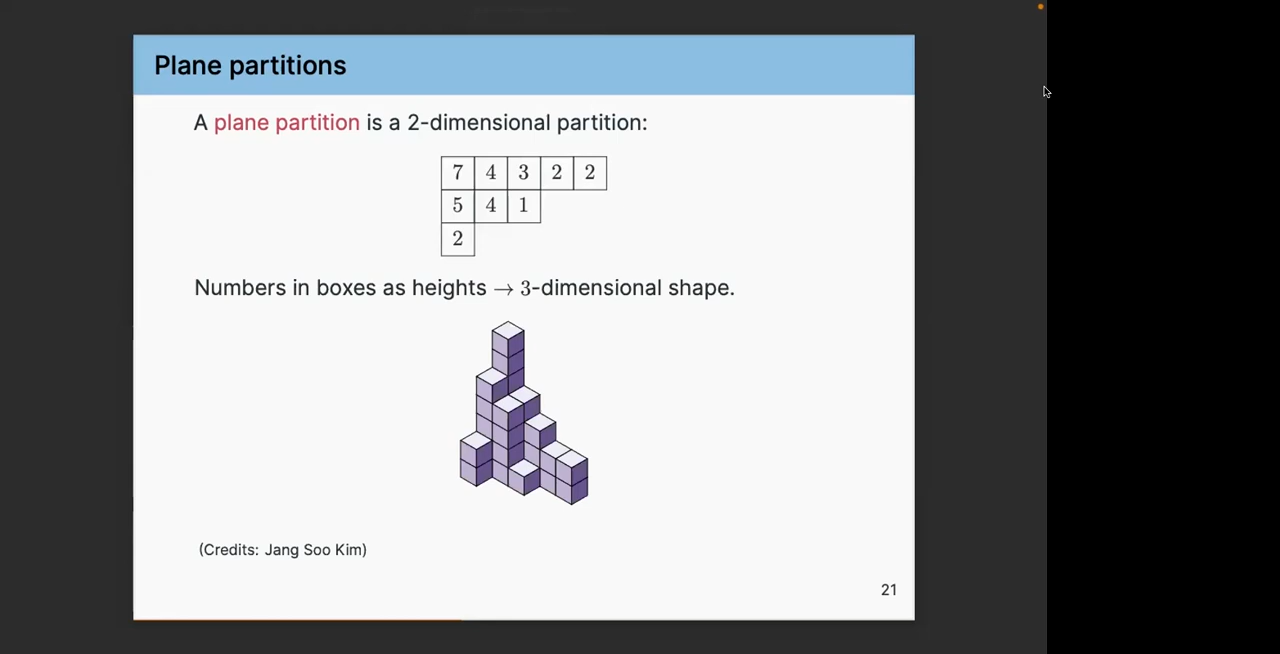 Plane partitions
A plane partition is a 2-dimensional partition:
7 4 3 2 2
5 4 1
2
Numbers in boxes as heights → 3-dimensional shape.
(Credits: Jang Soo Kim)
21